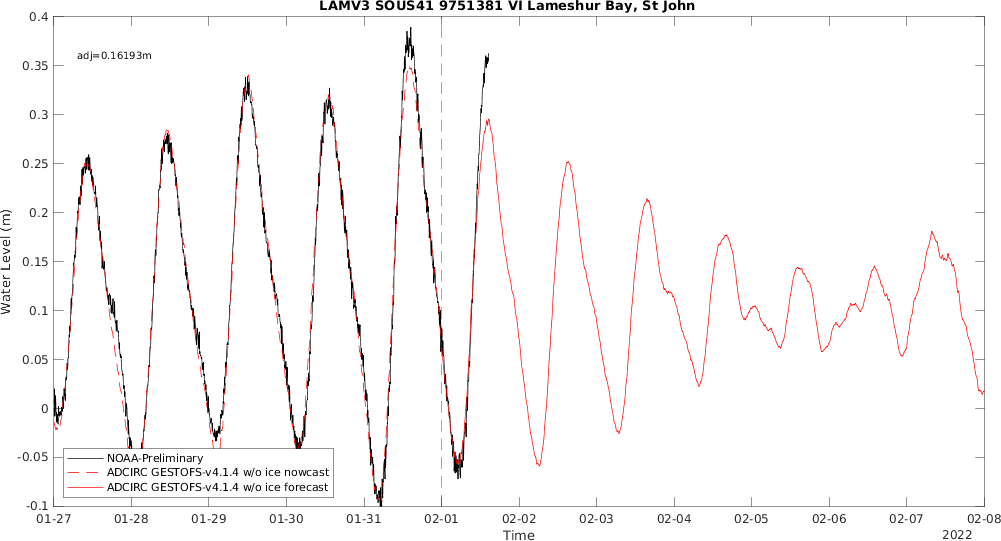 LAMV3 SOUS41 9751381 VI Lameshur Bay, St John
adj=0.16193m
0.4
0.35
0.3
0.25
0.2
0.15
0.1
0.05
0
-0.05
-0.1
Water Level (m)
NOAA-Preliminary
ADCIRC GESTOFS-v4.1.4 w/o ice nowcast
ADCIRC GESTOFS-v4.1.4 w/o ice forecast
01-27 01-28 01-29 01-30 01-31 02-01 02-02 02-03 02-04 02-05 02-06 02-07 02-08
Time
2022